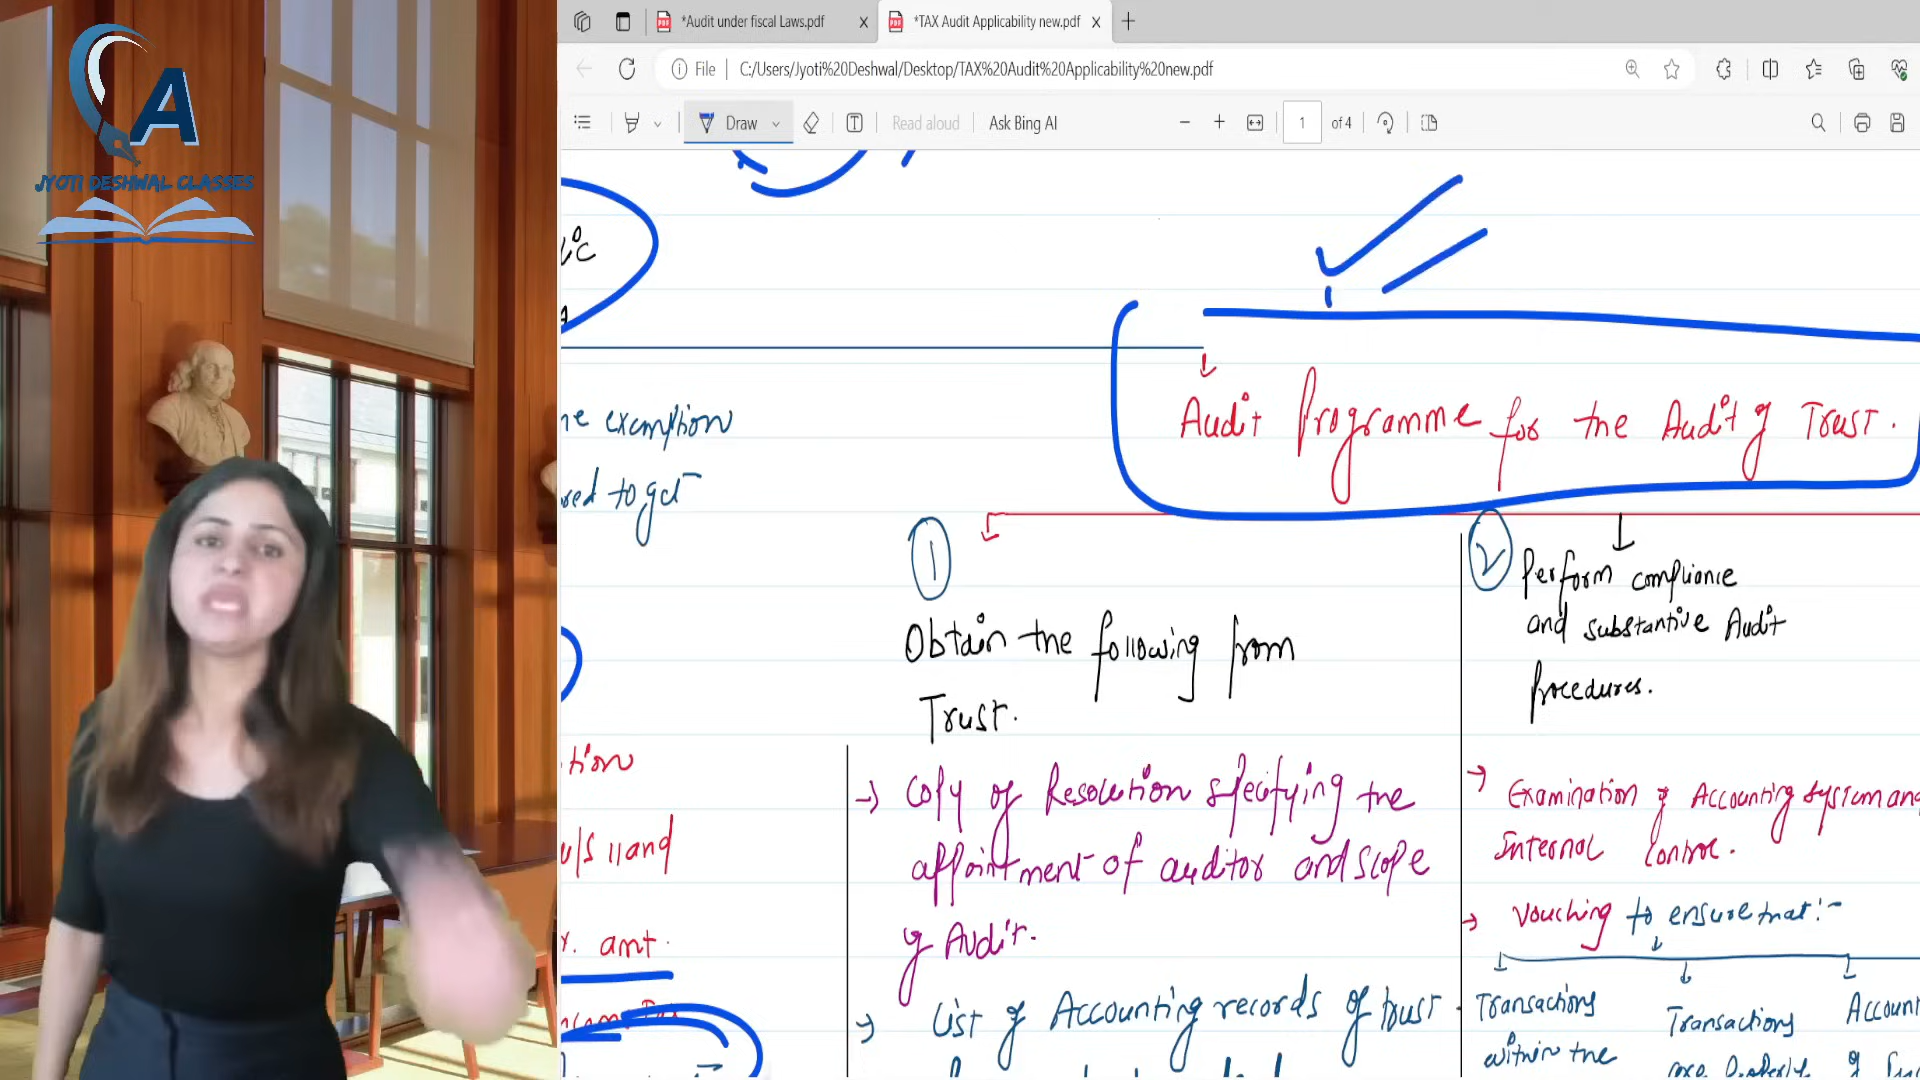 A
JYOTI DESHWAL CLASSES
*Audit under fiscal Laws.pdf
*TAX Audit Applicability new.pdf
File
C:/Users/Jyoti%20Deshwal/Desktop/TAX%20Audit%20Applicability%20new.pdf
Draw
Read aloud
Ask Bing AI
1
of 4
exemption
to get
tion
u/s 11 and
amt.
Audit Programme for the Audit of Trust.
1
Obtain the following from
Trust.
→ Copy of Resolution specifying the
appointment of auditor and scope
of Audit.
→ List of Accounting records of trust
2
Perform compliance
and substantive Audit
Procedures.
→ Examination of Accounting system and
Internal Control.
→ Vouching to ensure that:-
Transactions
within the
Transactions
are Properly
Account